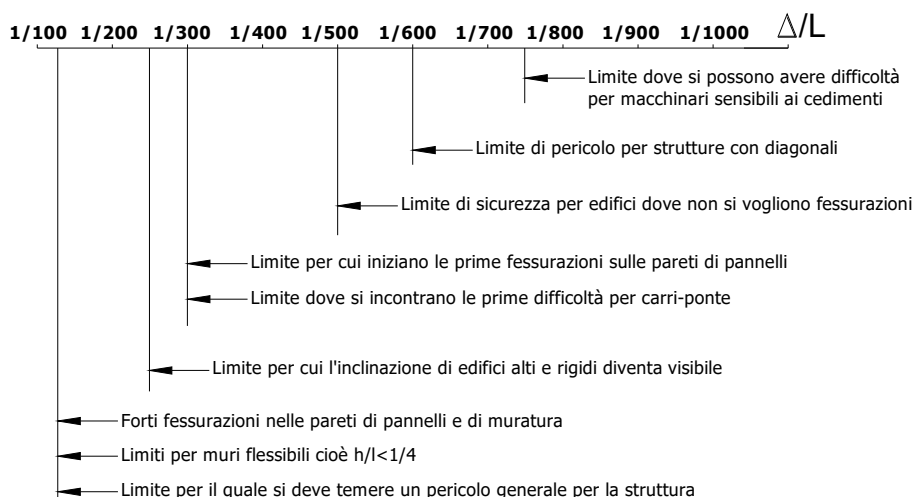 1/100 1/200 1/300 1/400 1/500 1/600 1/700 1/800 1/900 1/1000 Δ/L
Limite dove si possono avere difficoltà
per macchinari sensibili ai cedimenti
Limite di pericolo per strutture con diagonali
Limite di sicurezza per edifici dove non si vogliono fessurazioni
Limite per cui iniziano le prime fessurazioni sulle pareti di pannelli
Limite dove si incontrano le prime difficoltà per carri-ponte
Limite per cui l'inclinazione di edifici alti e rigidi diventa visibile
Forti fessurazioni nelle pareti di pannelli e di muratura
Limiti per muri flessibili cioè h/l<1/4
Limite per il quale si deve temere un pericolo generale per la struttura